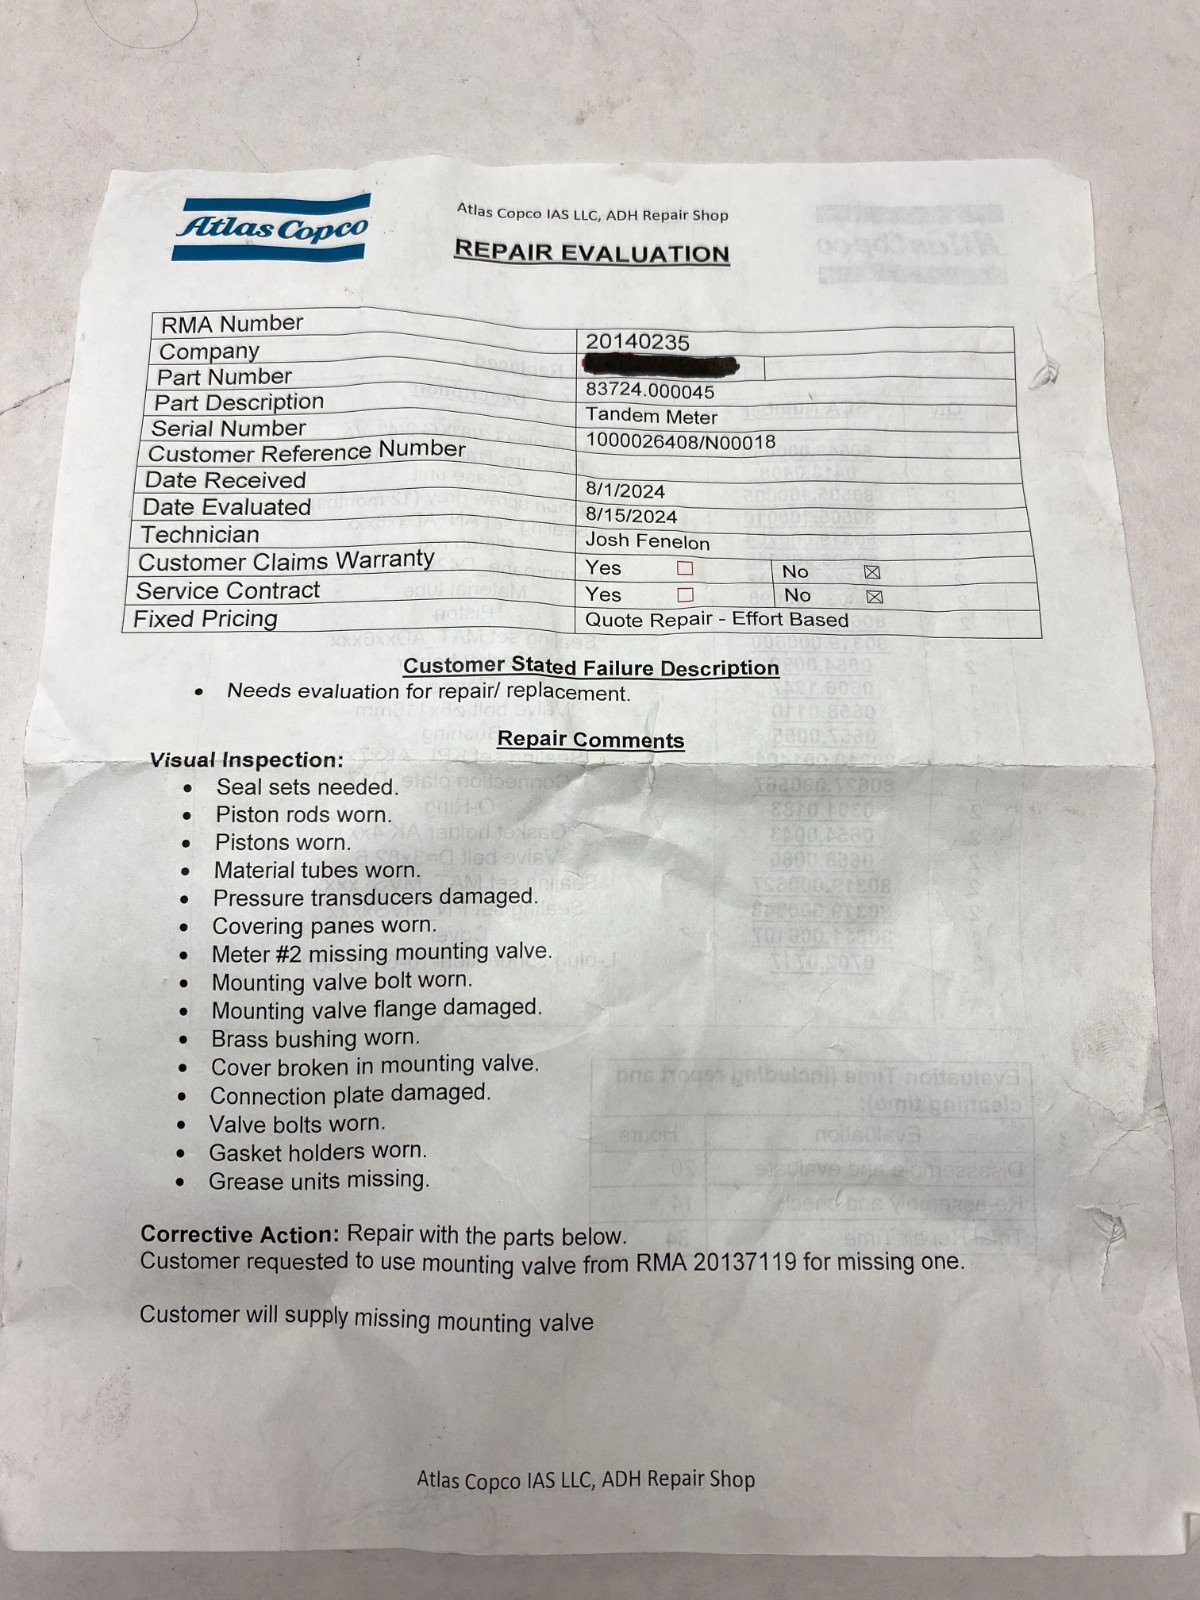 Atlas Copco
Atlas Copco IAS LLC, ADH Repair Shop
REPAIR EVALUATION
RMA Number 20140235
Company
Part Number 83724.000045
Part Description Tandem Meter
Serial Number 1000026408/N00018
Customer Reference Number
Date Received 8/1/2024
Date Evaluated 8/15/2024
Technician Josh Fenelon
Customer Claims Warranty Yes ☐ No ☒
Service Contract Yes ☐ No ☒
Fixed Pricing Quote Repair - Effort Based
Customer Stated Failure Description
• Needs evaluation for repair/ replacement.
Repair Comments
Visual Inspection:
• Seal sets needed.
• Piston rods worn.
• Pistons worn.
• Material tubes worn.
• Pressure transducers damaged.
• Covering panes worn.
• Meter #2 missing mounting valve.
• Mounting valve bolt worn.
• Mounting valve flange damaged.
• Brass bushing worn.
• Cover broken in mounting valve.
• Connection plate damaged.
• Valve bolts worn.
• Gasket holders worn.
• Grease units missing.
Corrective Action: Repair with the parts below.
Customer requested to use mounting valve from RMA 20137119 for missing one.
Customer will supply missing mounting valve
Atlas Copco IAS LLC, ADH Repair Shop